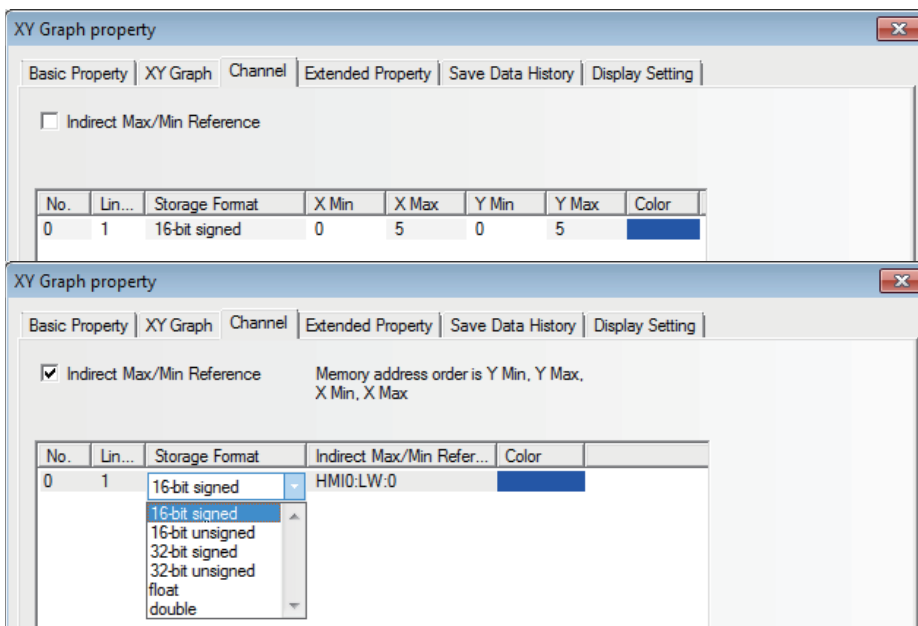 XY Graph property
Basic Property XY Graph Channel Extended Property Save Data History Display Setting
Indirect Max/Min Reference
No. Lin... Storage Format X Min X Max Y Min Y Max Color
0 1 16-bit signed 0 5 0 5
XY Graph property
Basic Property XY Graph Channel Extended Property Save Data History Display Setting
Indirect Max/Min Reference Memory address order is Y Min, Y Max,
X Min, X Max
No. Lin... Storage Format Indirect Max/Min Refer... Color
0 1 16-bit signed HMI0:LW:0
16-bit signed
16-bit unsigned
32-bit signed
32-bit unsigned
float
double